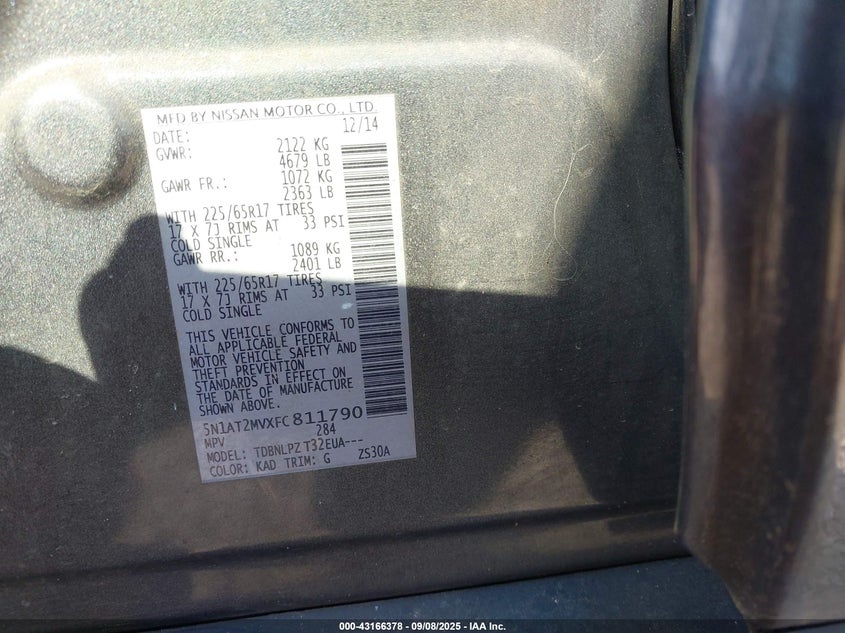 MFD BY NISSAN MOTOR CO., LTD.
DATE: 12/14
GVWR: 2122 KG
4679 LB
GAWR FR.: 1072 KG
2363 LB
WITH 225/65R17 TIRES
17 X 7J RIMS AT 33 PSI
COLD SINGLE
GAWR RR.: 1089 KG
2401 LB
WITH 225/65R17 TIRES
17 X 7J RIMS AT 33 PSI
COLD SINGLE
THIS VEHICLE CONFORMS TO
ALL APPLICABLE FEDERAL
MOTOR VEHICLE SAFETY AND
THEFT PREVENTION
STANDARDS IN EFFECT ON
THE DATE OF MANUFACTURE
SHOWN ABOVE.
5N1AT2MVXFC811790
MPV 284
MODEL: TDBNLPZ T32EUA---
COLOR: KAD TRIM: G ZS30A
000-43166378 - 09/08/2025 - IAA Inc.